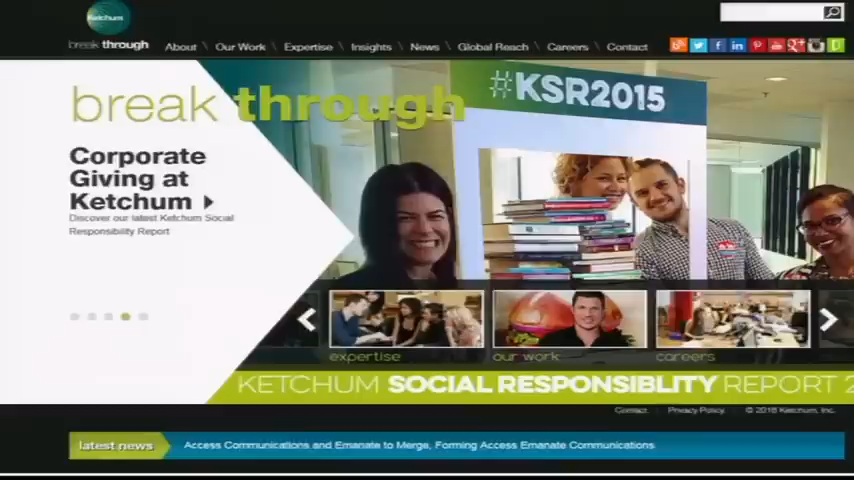 Ketchum
break through
About \ Our Work \ Expertise \ Insights \ News \ Global Reach \ Careers \ Contact
break through
#KSR2015
Corporate
Giving at
Ketchum
Discover our latest Ketchum Social
Responsibility Report
expertise
our work
careers
KETCHUM SOCIAL RESPONSIBLITY REPORT 2
Contact
Privacy Policy
© 2016 Ketchum, Inc.
latest news
Access Communications and Emanate to Merge, Forming Access Emanate Communications